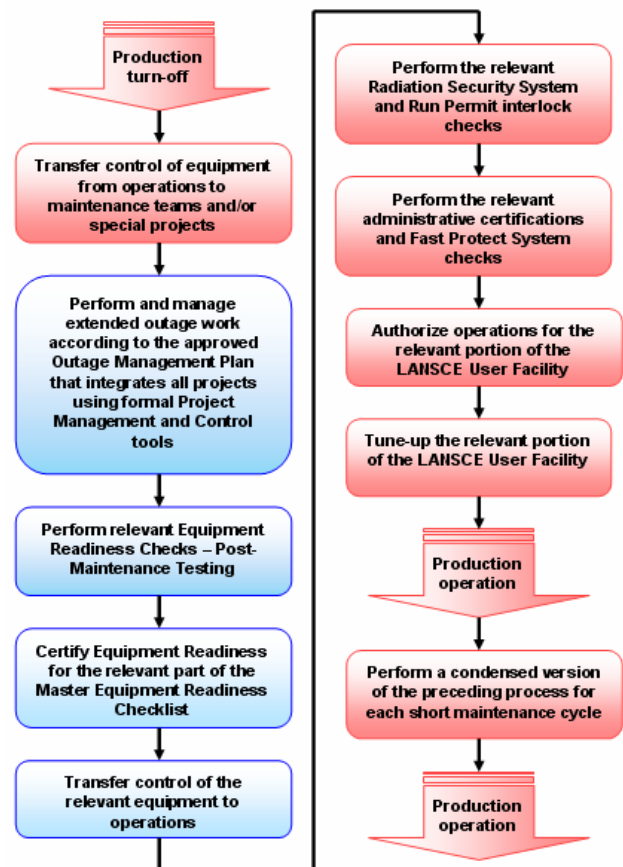 Production
turn-off
Transfer control of equipment
from operations to
maintenance teams and/or
special projects
Perform and manage
extended outage work
according to the approved
Outage Management Plan
that integrates all projects
using formal Project
Management and Control
tools
Perform relevant Equipment
Readiness Checks – Post-
Maintenance Testing
Certify Equipment Readiness
for the relevant part of the
Master Equipment Readiness
Checklist
Transfer control of the
relevant equipment to
operations
Perform the relevant
Radiation Security System
and Run Permit interlock
checks
Perform the relevant
administrative certifications
and Fast Protect System
checks
Authorize operations for the
relevant portion of the
LANSCE User Facility
Tune-up the relevant portion
of the LANSCE User Facility
Production
operation
Perform a condensed version
of the preceding process for
each short maintenance cycle
Production
operation